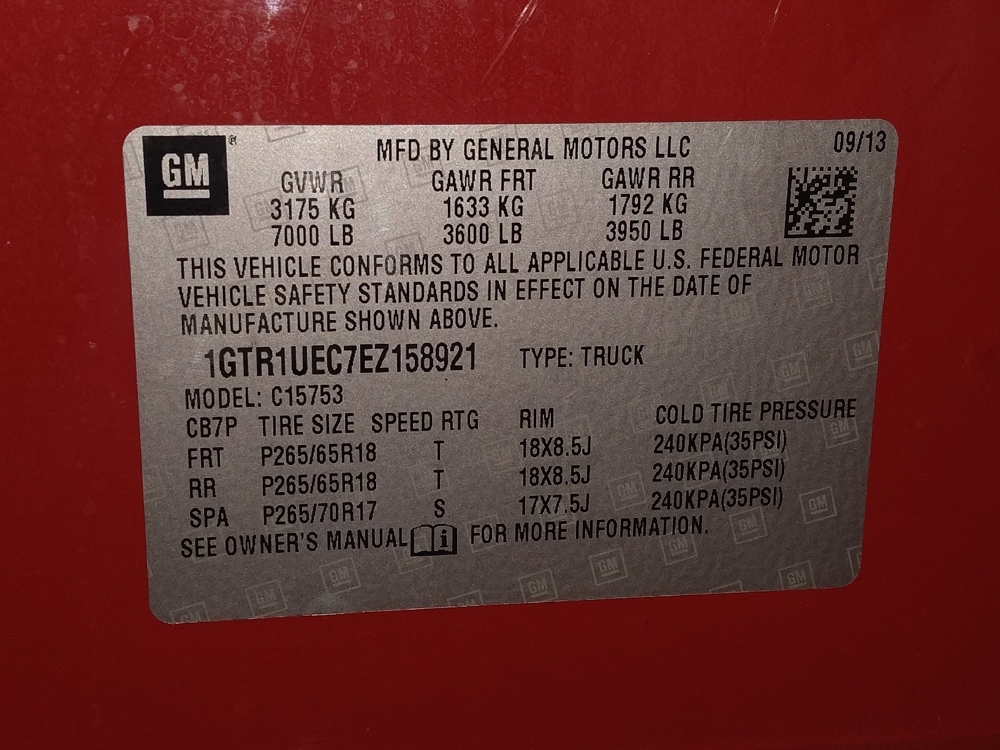 GM ® MFD BY GENERAL MOTORS LLC 09/13
GVWR GAWR FRT GAWR RR
3175 KG 1633 KG 1792 KG
7000 LB 3600 LB 3950 LB
THIS VEHICLE CONFORMS TO ALL APPLICABLE U.S. FEDERAL MOTOR
VEHICLE SAFETY STANDARDS IN EFFECT ON THE DATE OF
MANUFACTURE SHOWN ABOVE.
1GTR1UEC7EZ158921 TYPE: TRUCK
MODEL: C15753
CB7P TIRE SIZE SPEED RTG RIM COLD TIRE PRESSURE
FRT P265/65R18 T 18X8.5J 240KPA(35PSI)
RR P265/65R18 T 18X8.5J 240KPA(35PSI)
SPA P265/70R17 S 17X7.5J 240KPA(35PSI)
SEE OWNER'S MANUAL i FOR MORE INFORMATION.